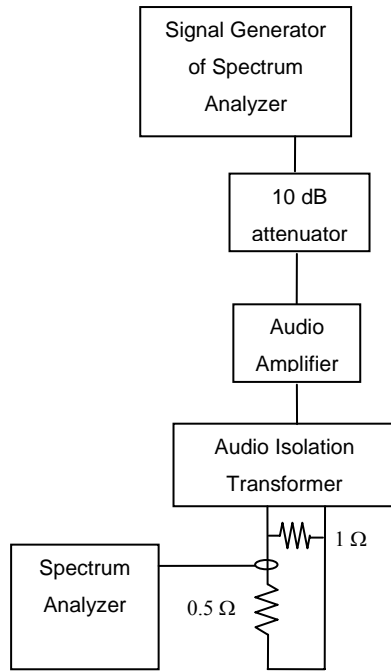 Signal Generator
of Spectrum
Analyzer
10 dB
attenuator
Audio
Amplifier
Audio Isolation
Transformer
1 Ω
Spectrum
Analyzer
0.5 Ω